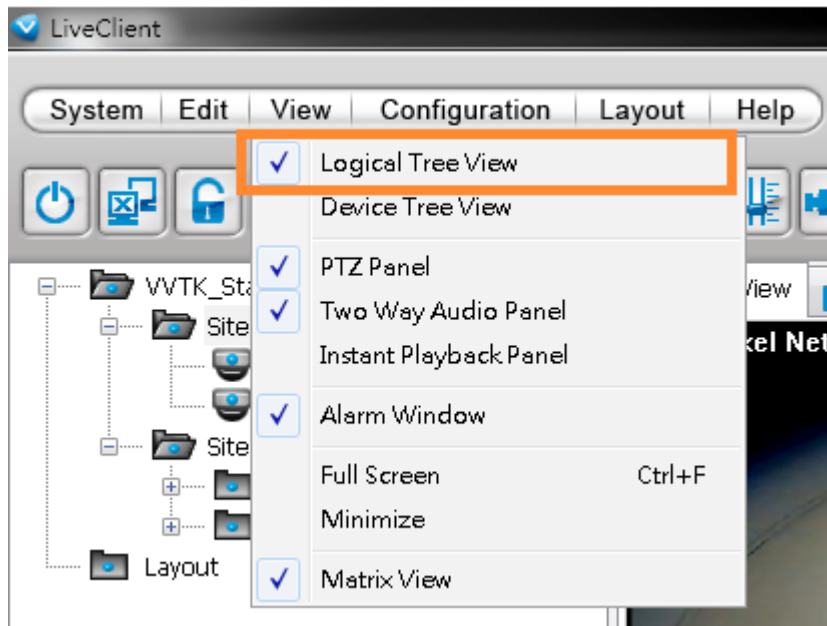 LiveClient
System Edit View Configuration Layout Help
Logical Tree View
Device Tree View
PTZ Panel
Two Way Audio Panel
Instant Playback Panel
Alarm Window
Full Screen Ctrl+F
Minimize
Matrix View
VVTK_Sta
Site
Site
Layout
View
xel Net